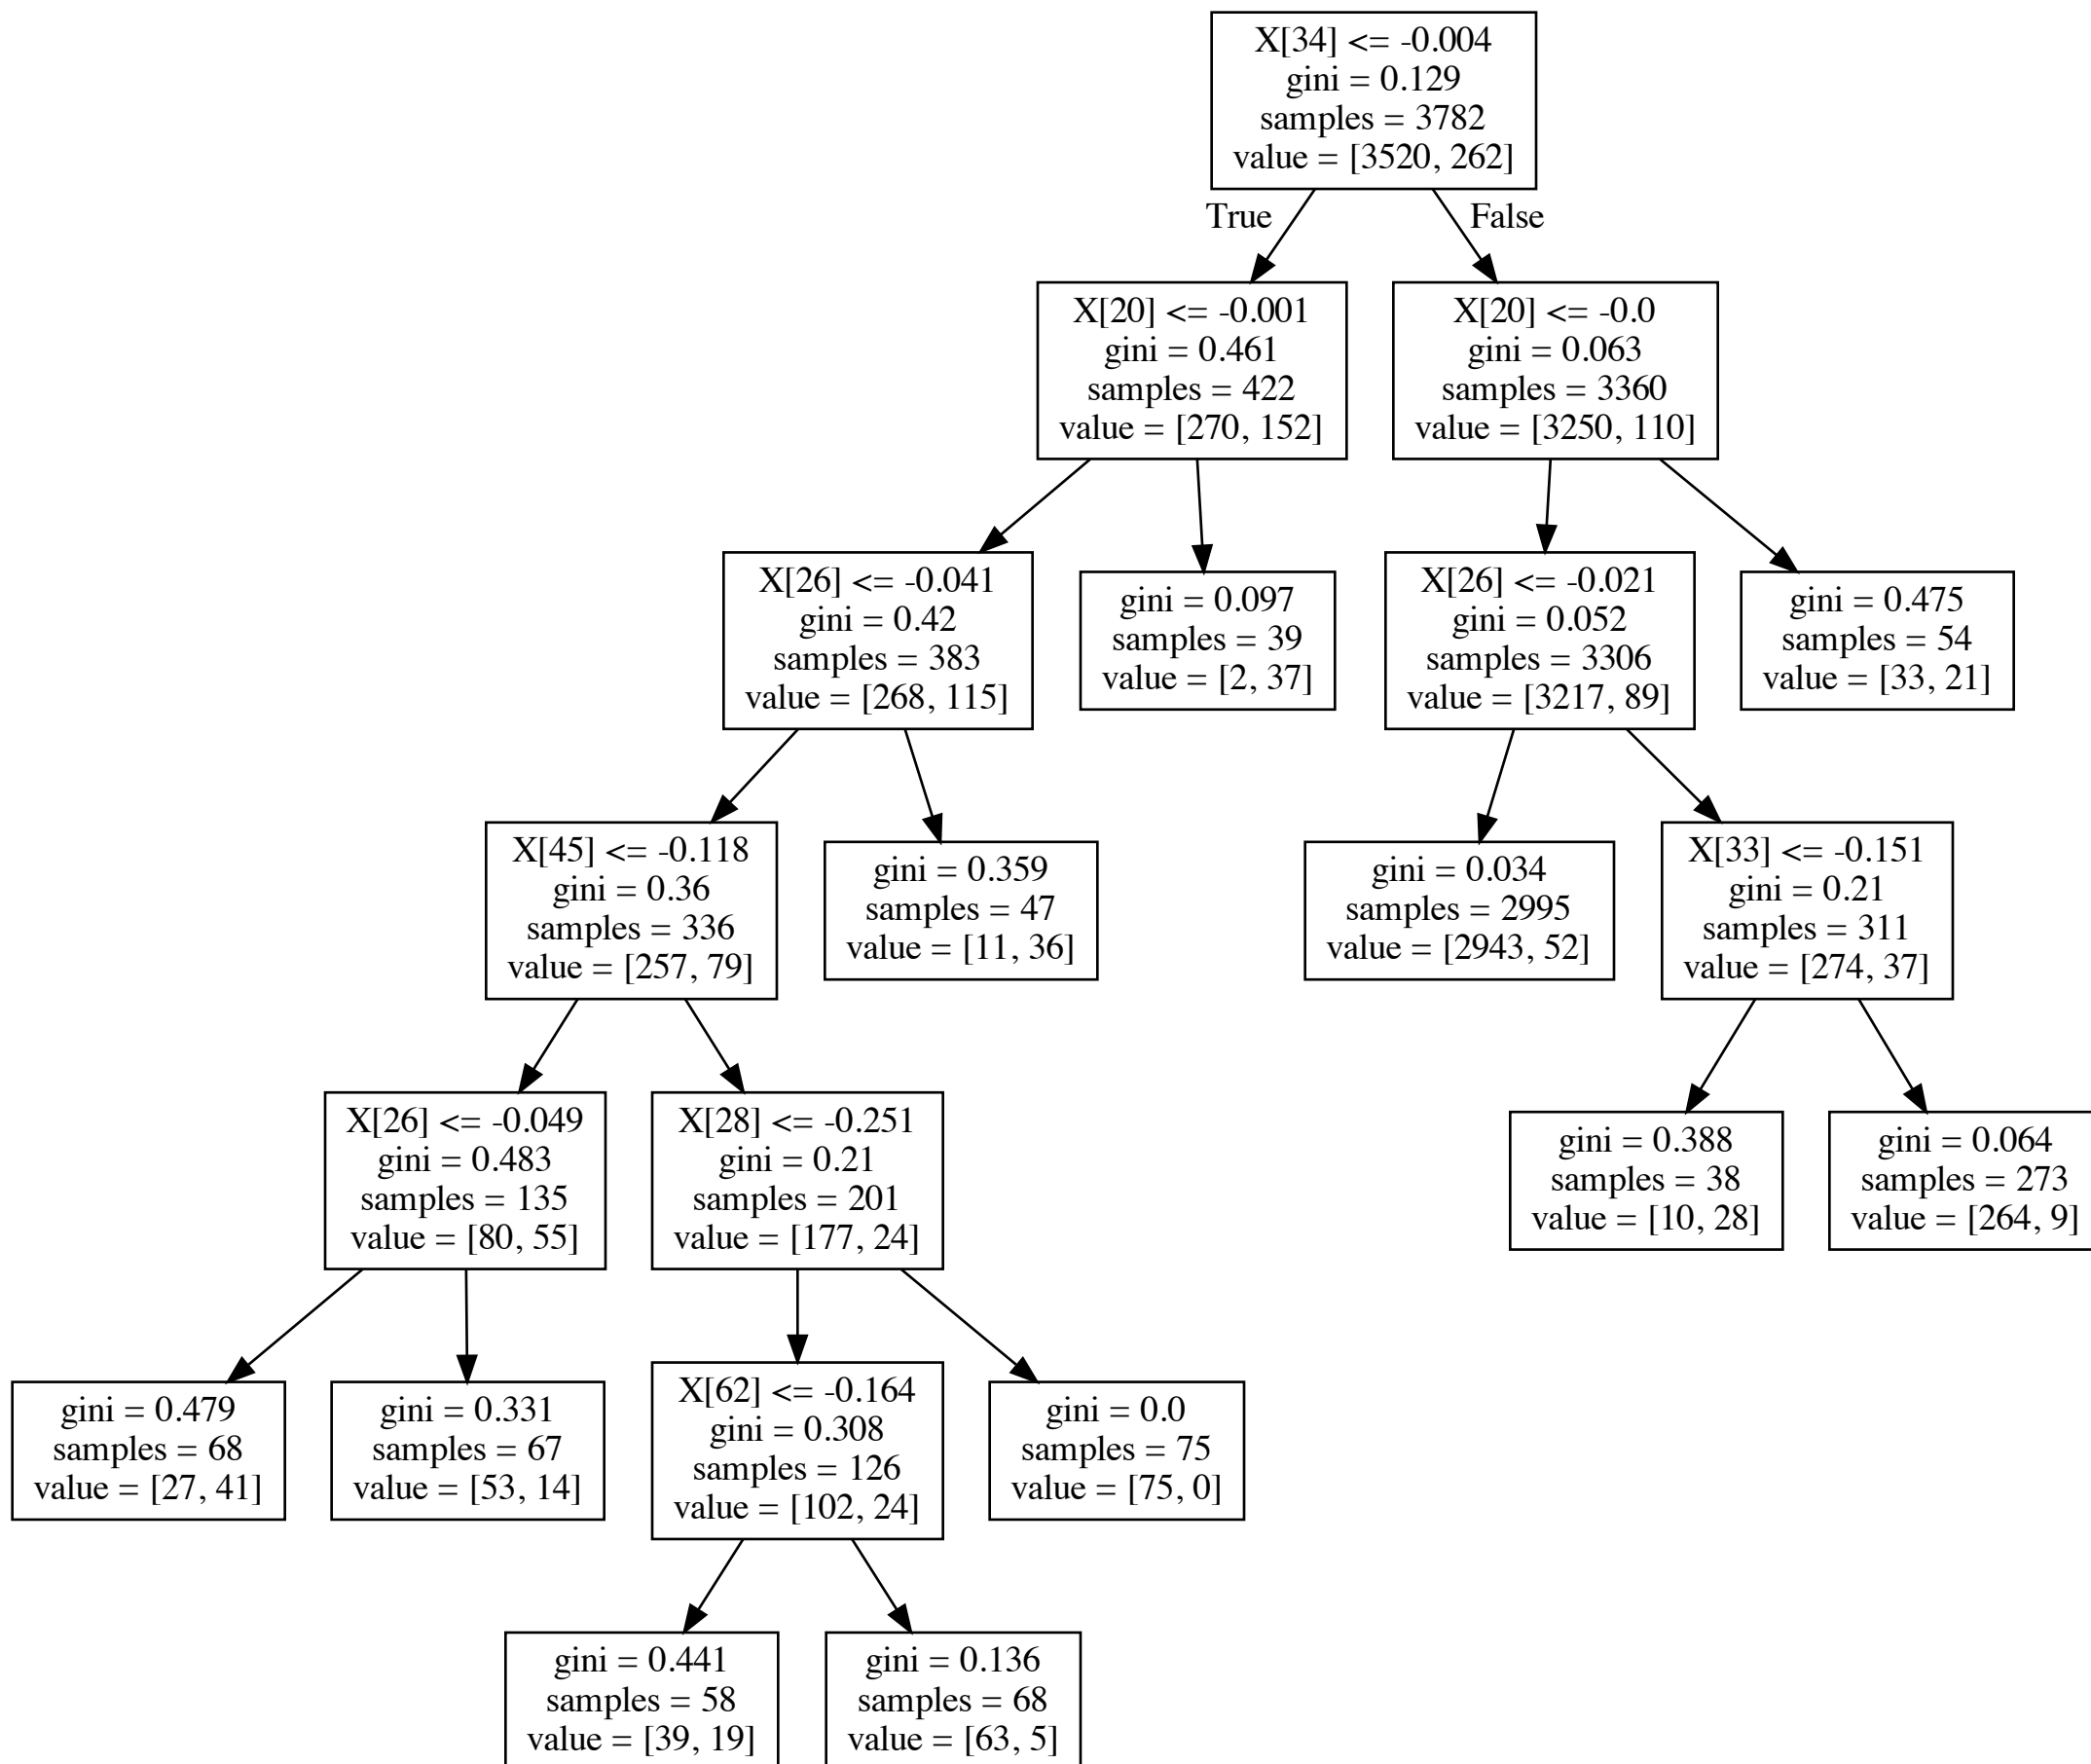 X[34] <= -0.004
gini = 0.129
samples = 3782
value = [3520, 262]
True
False
X[20] <= -0.001
gini = 0.461
samples = 422
value = [270, 152]
X[20] <= -0.0
gini = 0.063
samples = 3360
value = [3250, 110]
X[26] <= -0.041
gini = 0.42
samples = 383
value = [268, 115]
gini = 0.097
samples = 39
value = [2, 37]
X[26] <= -0.021
gini = 0.052
samples = 3306
value = [3217, 89]
gini = 0.475
samples = 54
value = [33, 21]
X[45] <= -0.118
gini = 0.36
samples = 336
value = [257, 79]
gini = 0.359
samples = 47
value = [11, 36]
gini = 0.034
samples = 2995
value = [2943, 52]
X[33] <= -0.151
gini = 0.21
samples = 311
value = [274, 37]
X[26] <= -0.049
gini = 0.483
samples = 135
value = [80, 55]
X[28] <= -0.251
gini = 0.21
samples = 201
value = [177, 24]
gini = 0.388
samples = 38
value = [10, 28]
gini = 0.064
samples = 273
value = [264, 9]
gini = 0.479
samples = 68
value = [27, 41]
gini = 0.331
samples = 67
value = [53, 14]
X[62] <= -0.164
gini = 0.308
samples = 126
value = [102, 24]
gini = 0.0
samples = 75
value = [75, 0]
gini = 0.441
samples = 58
value = [39, 19]
gini = 0.136
samples = 68
value = [63, 5]